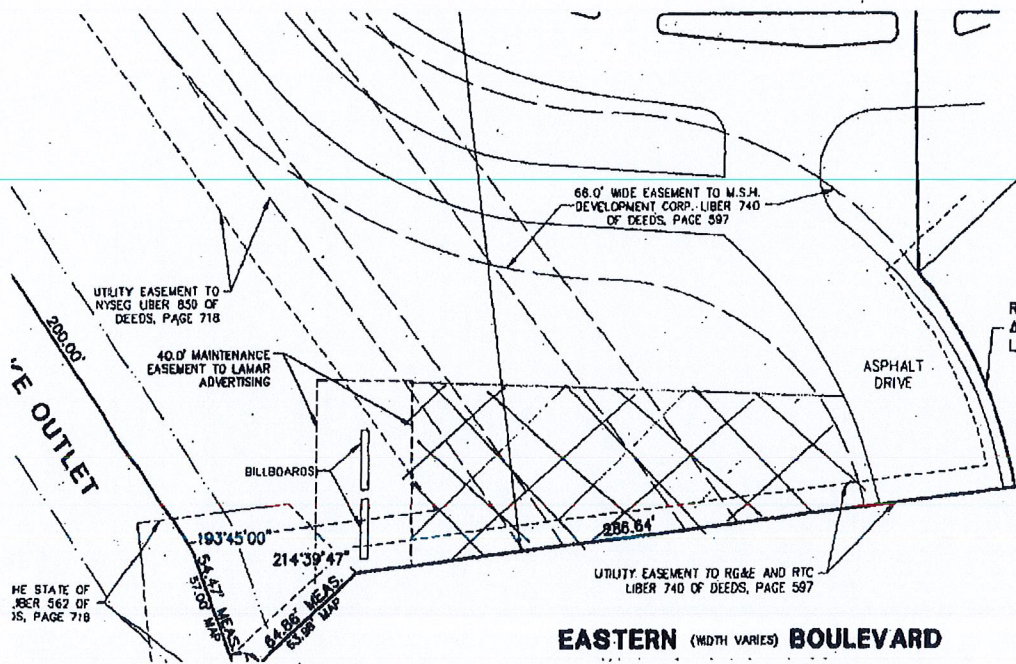 66.0' WIDE EASEMENT TO M.S.H.
DEVELOPMENT CORP. LIBER 740
OF DEEDS, PAGE 597
UTILITY EASEMENT TO
NYSEG LIBER 850 OF
DEEDS, PAGE 718
200.00'
40.0' MAINTENANCE
EASEMENT TO LAMAR
ADVERTISING
R
Δ
L
ASPHALT
DRIVE
VE OUTLET
BILLBOARDS
193°45'00"
214°39'47"
286.64'
54.47' MEAS.
57.00' MAP
64.86' MEAS.
63.99' MAP
HE STATE OF
IBER 562 OF
DS, PAGE 718
UTILITY EASEMENT TO RG&E AND RTC
LIBER 740 OF DEEDS, PAGE 597
EASTERN (WIDTH VARIES) BOULEVARD